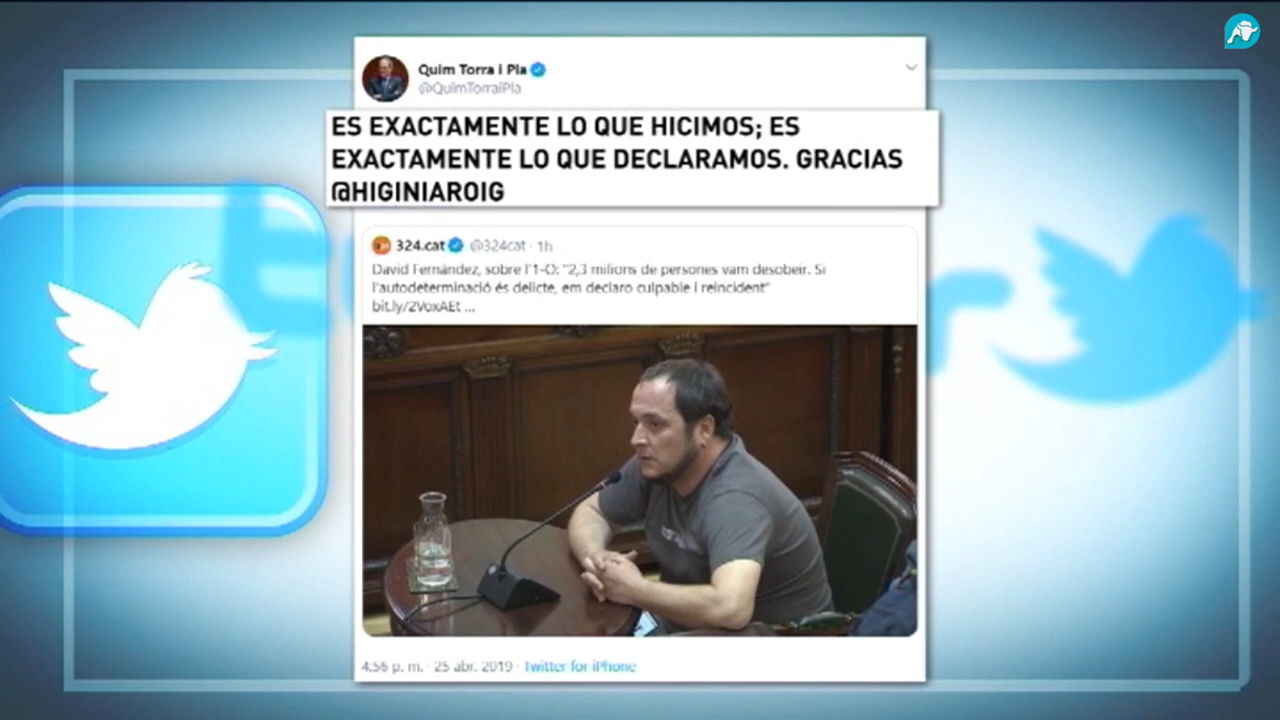 Quim Torra i Pla
@QuimTorraiPla
ES EXACTAMENTE LO QUE HICIMOS; ES
EXACTAMENTE LO QUE DECLARAMOS. GRACIAS
@HIGINIAROIG
324.cat @324cat · 1h
David Fernández, sobre l'1-O: "2,3 milions de persones vam desobeir. Si
l'autodeterminació és delicte, em declaro culpable i reincident"
bit.ly/2VoxAEt ...
4:56 p. m. · 25 abr. 2019 · Twitter for iPhone